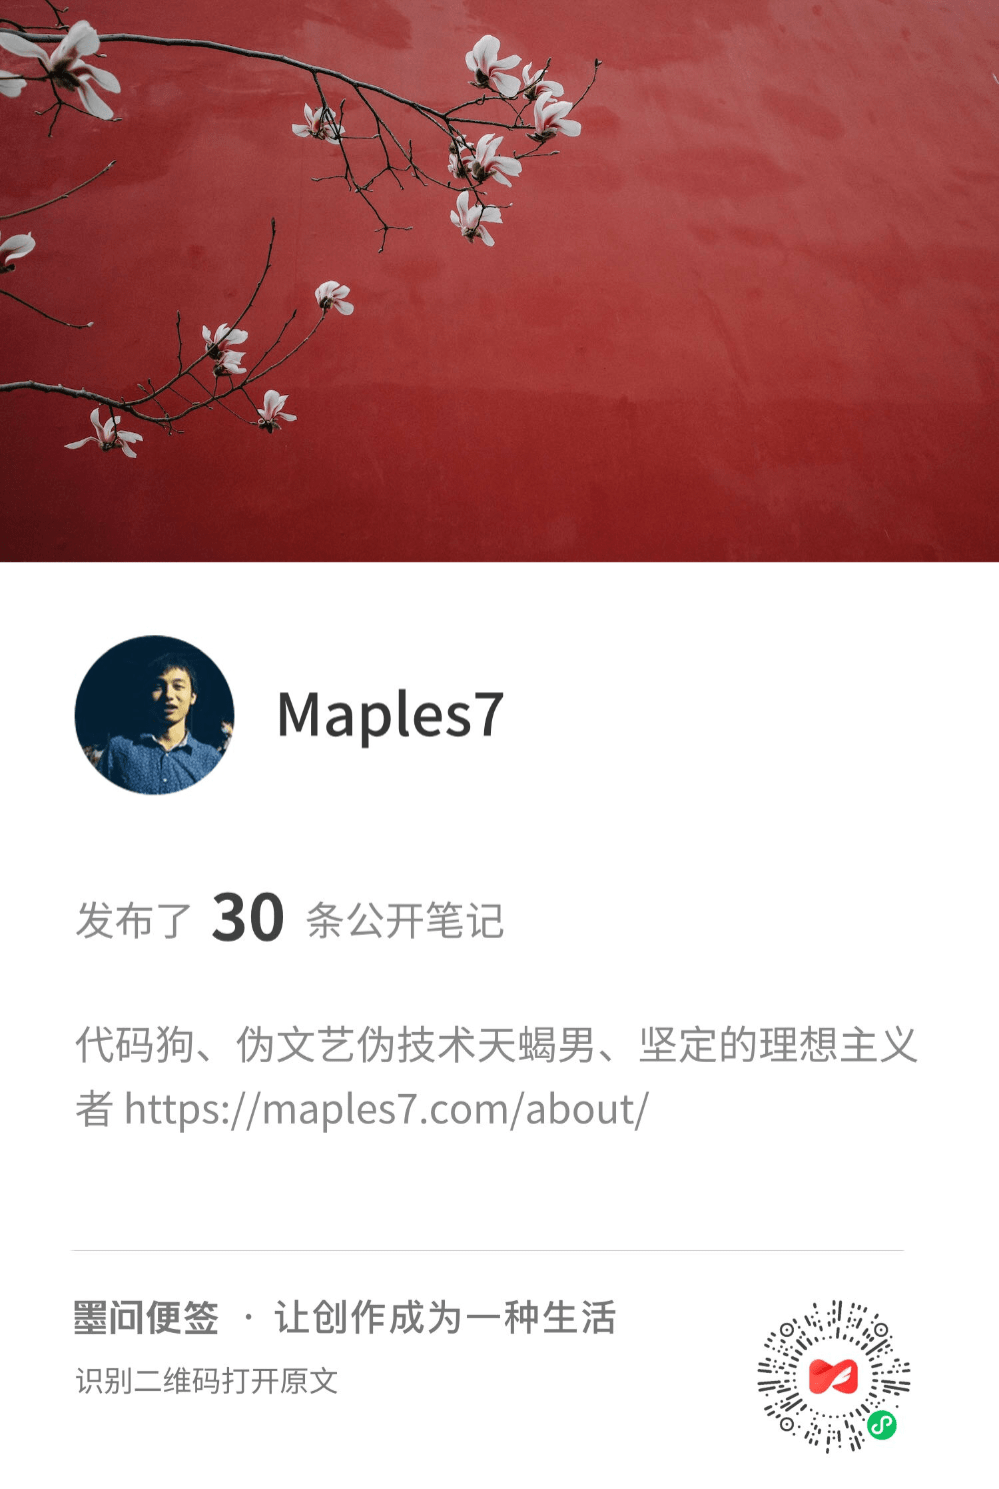 Maples7
发布了 30 条公开笔记
代码狗、伪文艺伪技术天蝎男、坚定的理想主义
者 https://maples7.com/about/
墨问便签 · 让创作成为一种生活
识别二维码打开原文